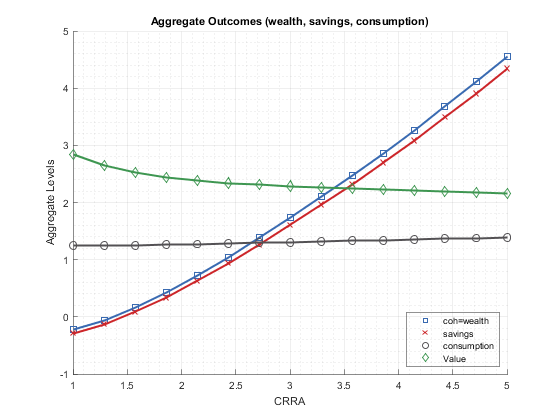 Aggregate Outcomes (wealth, savings, consumption)
5
4
3
2
1
0
-1
Aggregate Levels
1
1.5
2
2.5
3
3.5
4
4.5
5
CRRA
coh=wealth
savings
consumption
Value